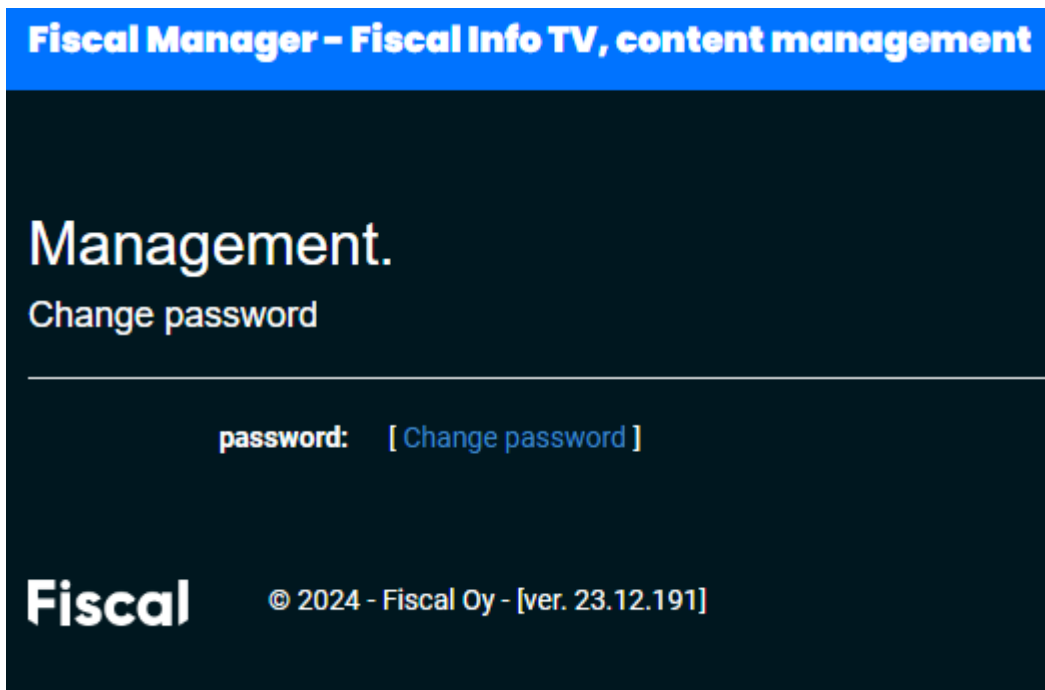 Fiscal Manager – Fiscal Info TV, content management
Management.
Change password
password: [ Change password ]
Fiscal © 2024 - Fiscal Oy - [ver. 23.12.191]